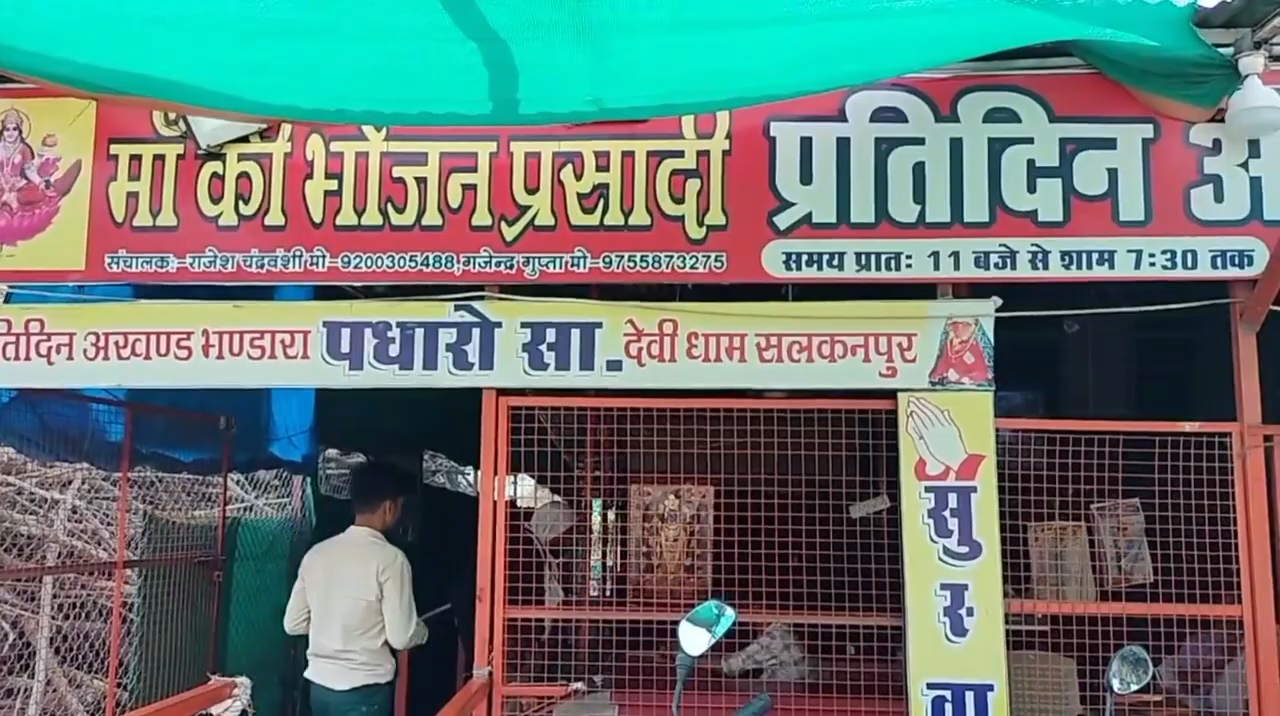 माँ की भोजन प्रसादी प्रतिदिन
संचालक:-राजेश चंद्रवंशी मो-9200305488,गजेन्द्र गुप्ता मो-9755873275
समय प्रातः 11 बजे से शाम 7:30 तक
तिदिन अखण्ड भण्डारा पधारो सा. देवी धाम सलकनपुर
सु
स्
वा